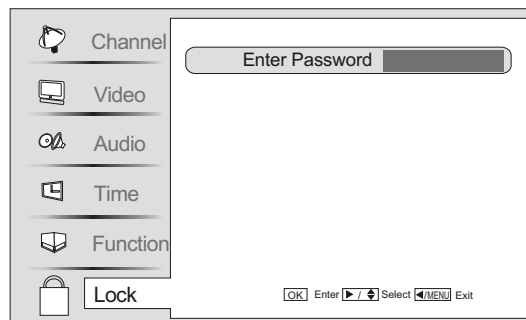 Channel
Enter Password
Video
Audio
Time
Function
Lock
OK Enter ▶ / ◆ Select ◀/MENU Exit